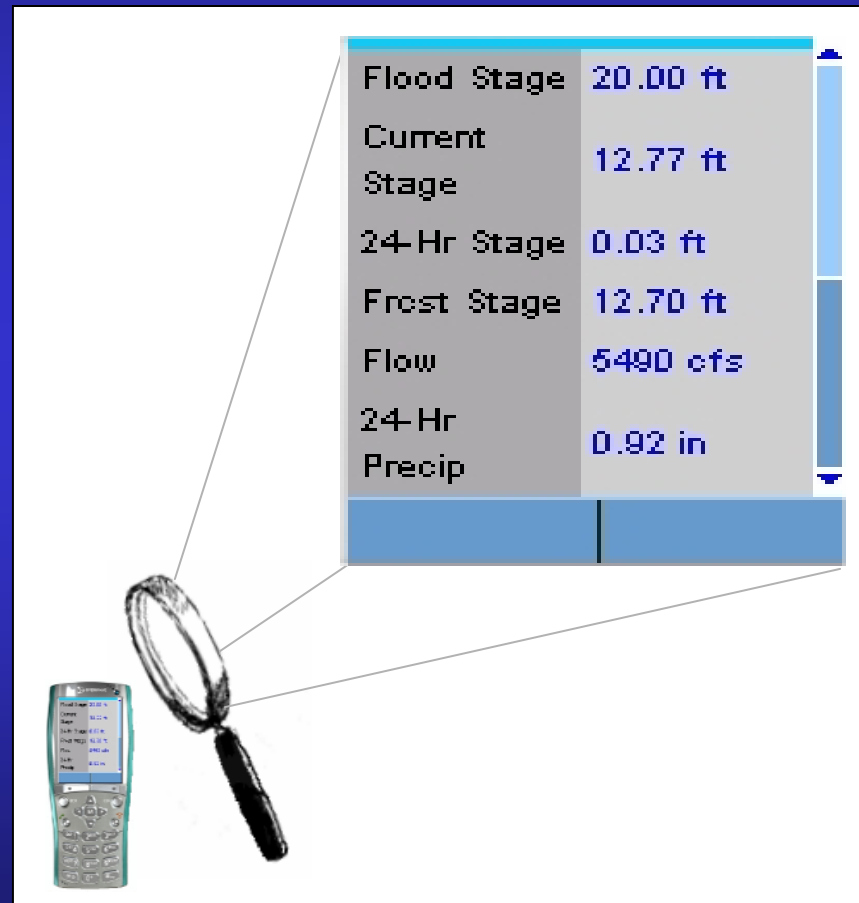 Flood Stage 20.00 ft
Current
Stage 12.77 ft
24-Hr Stage 0.03 ft
Frcst Stage 12.70 ft
Flow 5490 cfs
24-Hr
Precip 0.92 in